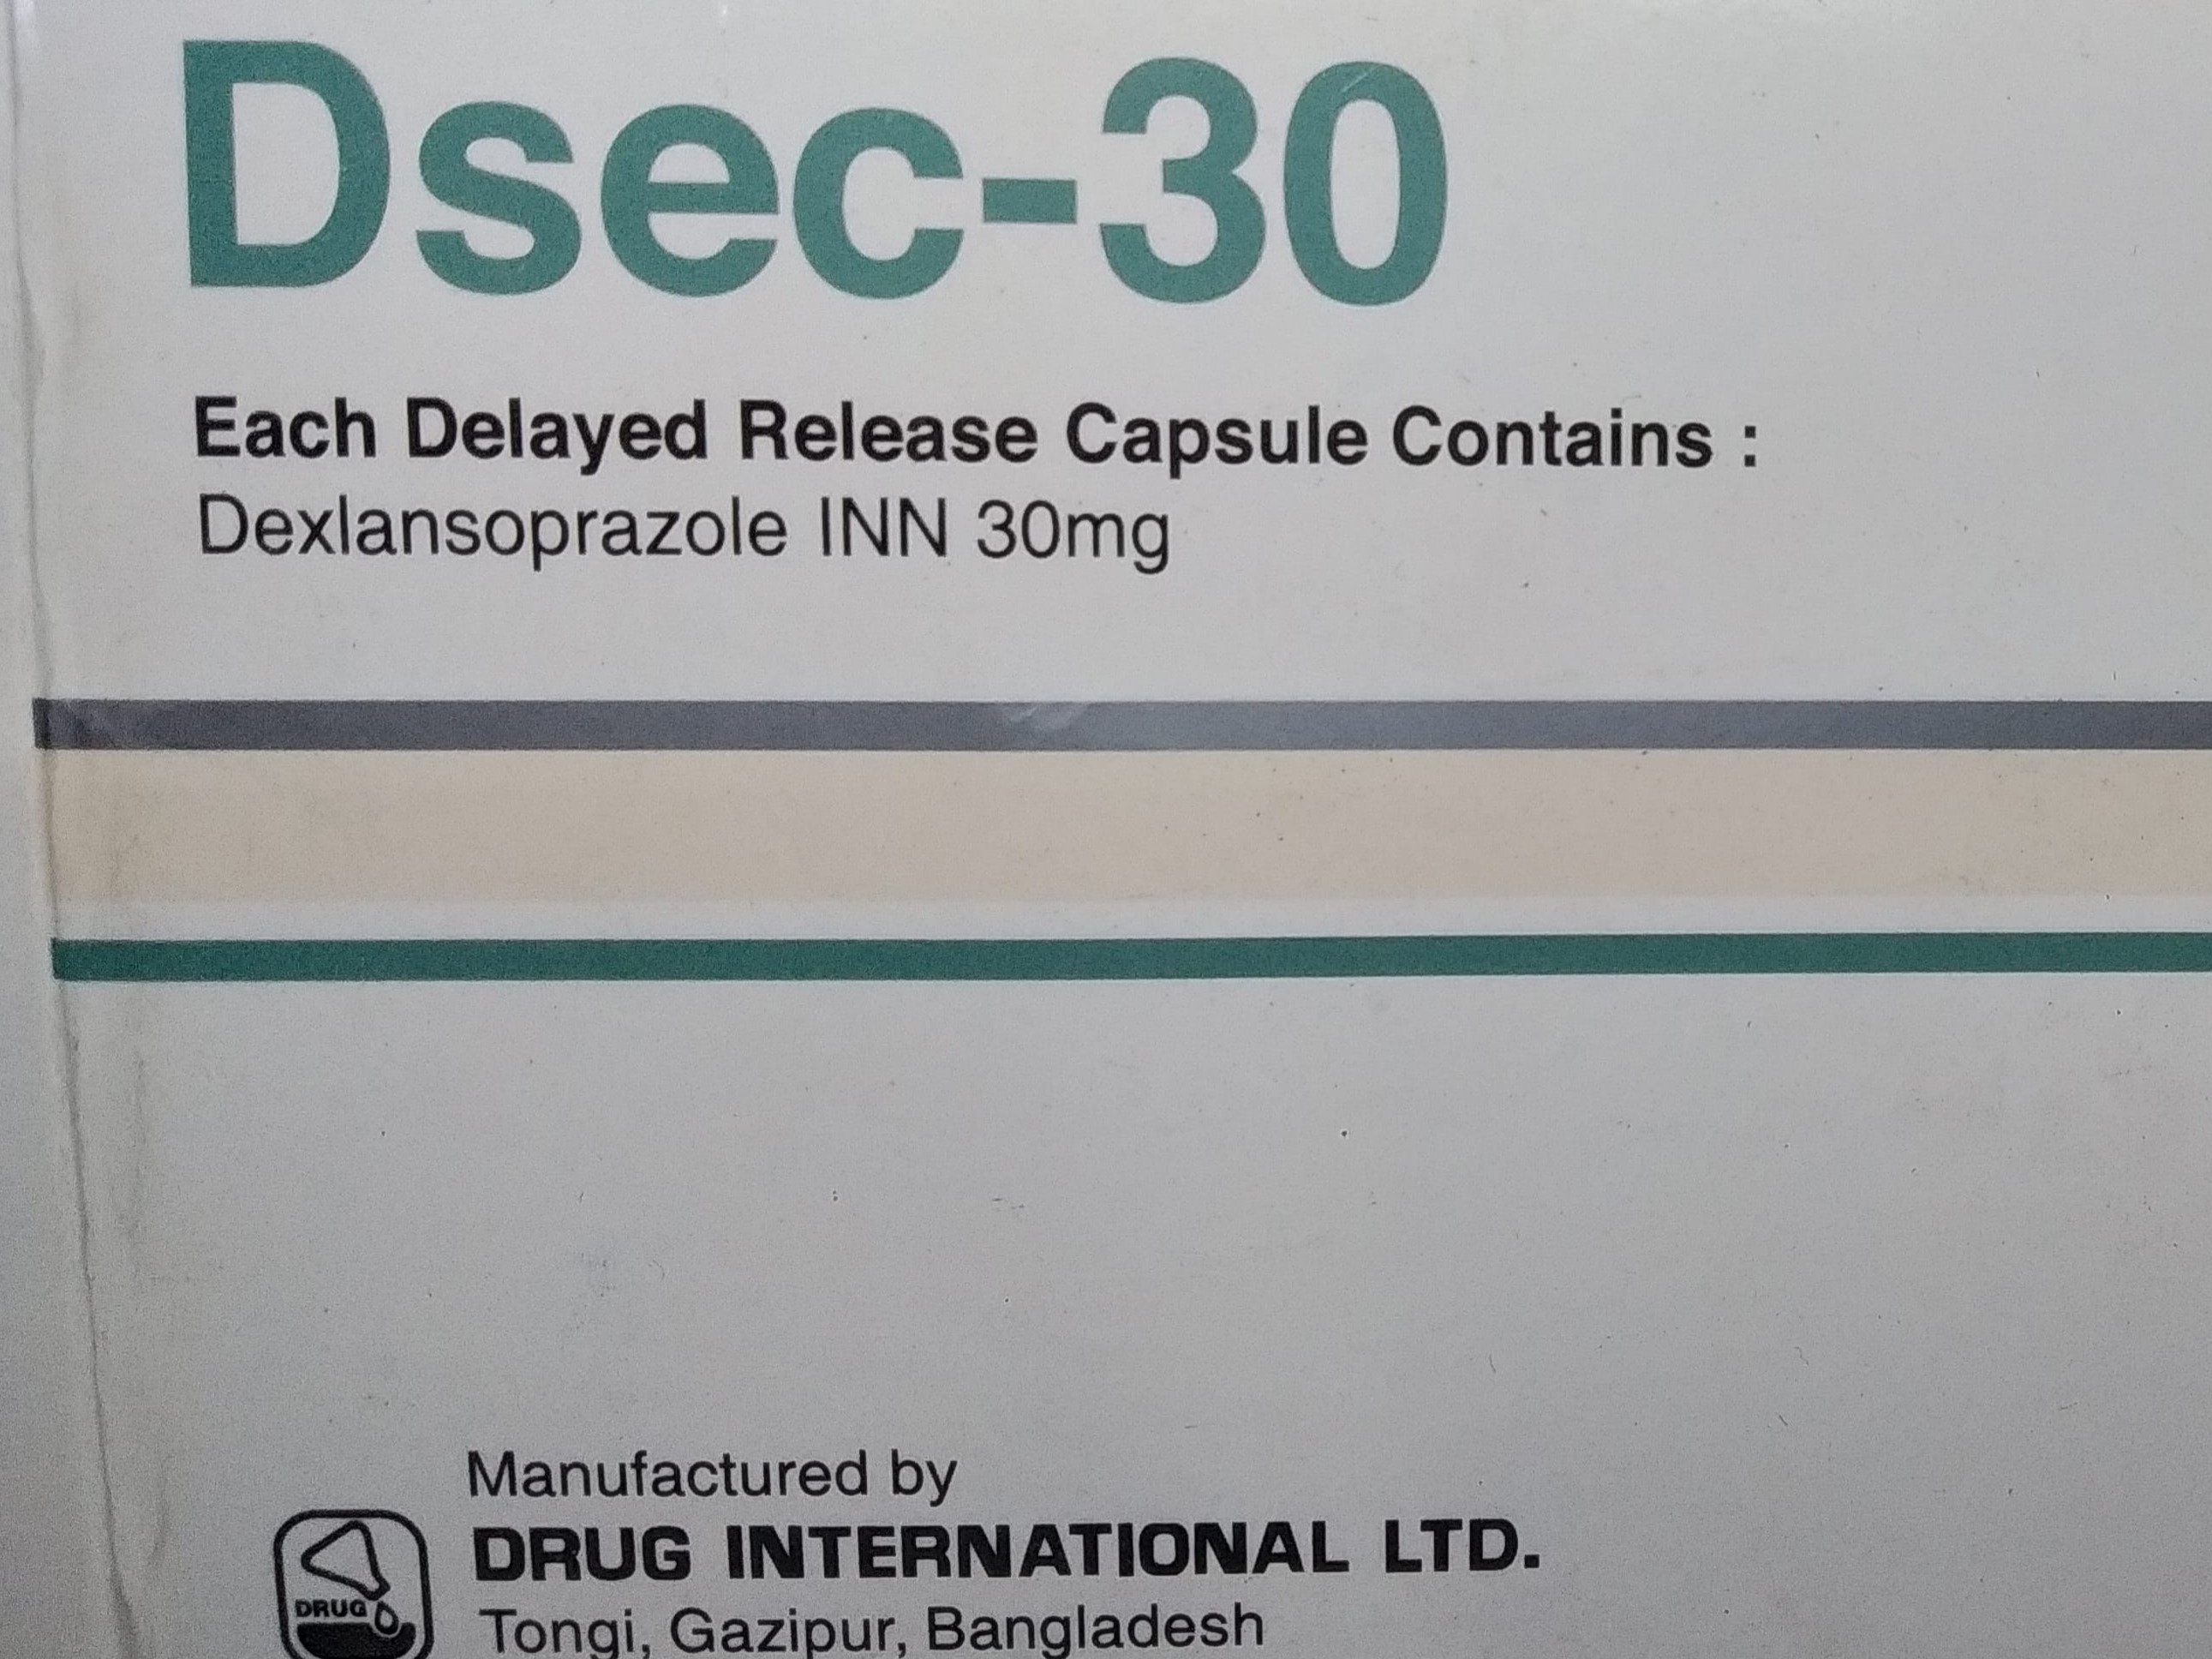 Dsec-30
Each Delayed Release Capsule Contains :
Dexlansoprazole INN 30mg
Manufactured by
DRUG INTERNATIONAL LTD.
DRUG
Tongi, Gazipur, Bangladesh